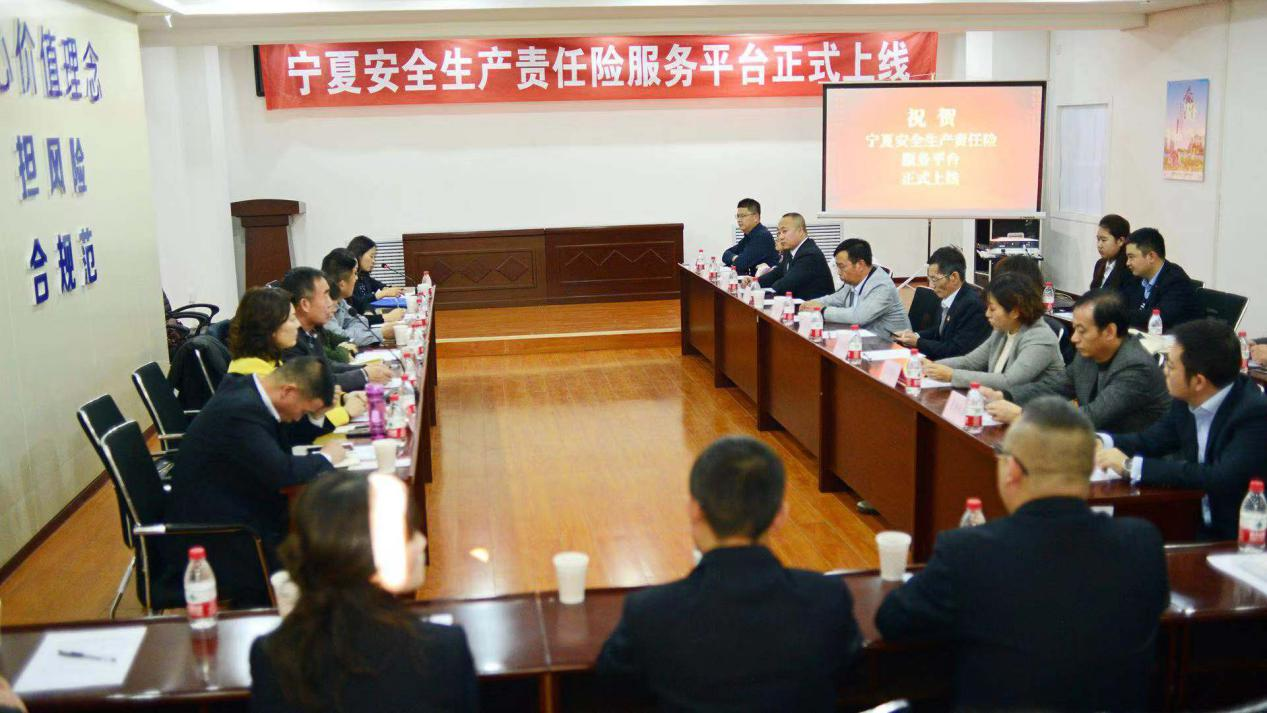 心价值理念
担风险
合规范
宁夏安全生产责任险服务平台正式上线
祝贺
宁夏安全生产责任险
服务平台
正式上线